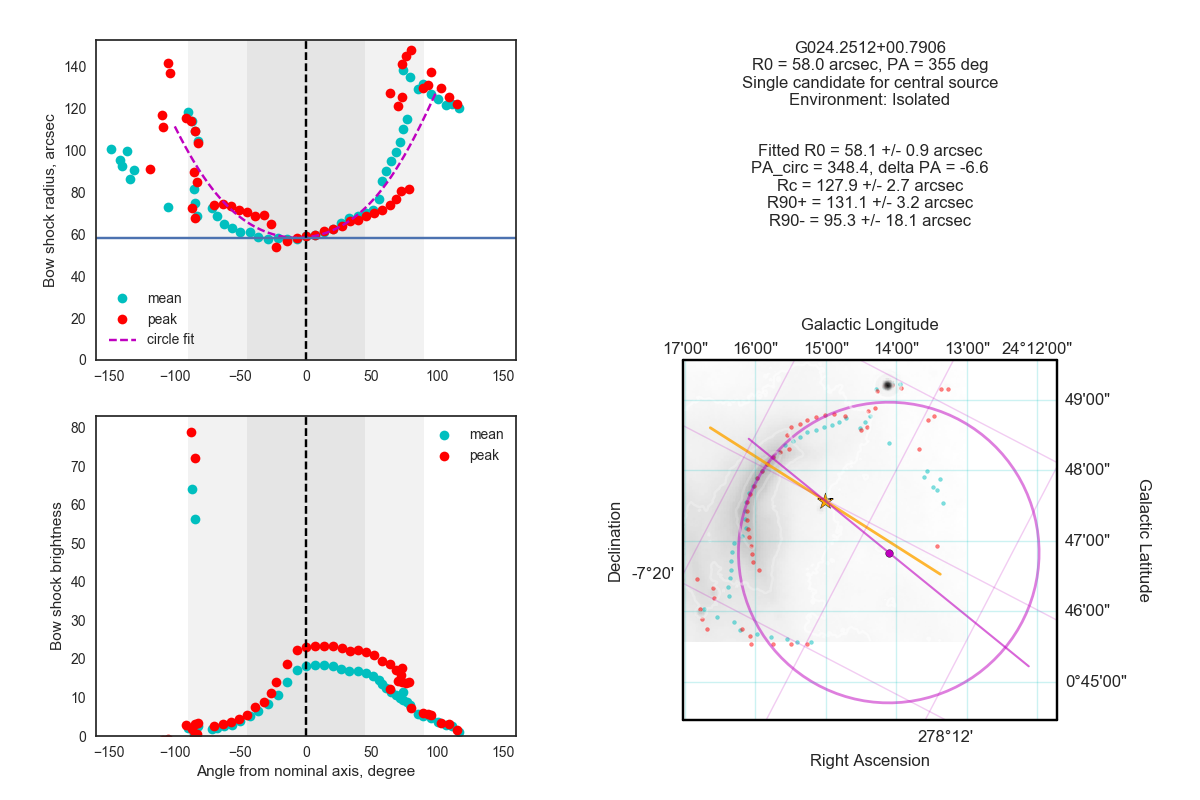 G024.2512+00.7906
R0 = 58.0 arcsec, PA = 355 deg
Single candidate for central source
Environment: Isolated
Fitted R0 = 58.1 +/- 0.9 arcsec
PA_circ = 348.4, delta PA = -6.6
Rc = 127.9 +/- 2.7 arcsec
R90+ = 131.1 +/- 3.2 arcsec
R90- = 95.3 +/- 18.1 arcsec
Bow shock radius, arcsec
140
120
100
80
60
40
20
0
mean
peak
circle fit
−150 −100 −50 0 50 100 150
Bow shock brightness
80
70
60
50
40
30
20
10
0
mean
peak
−150 −100 −50 0 50 100 150
Angle from nominal axis, degree
Galactic Longitude
17'00" 16'00" 15'00" 14'00" 13'00" 24°12'00"
49'00"
48'00"
47'00"
46'00"
0°45'00"
Galactic Latitude
Declination
-7°20'
278°12'
Right Ascension